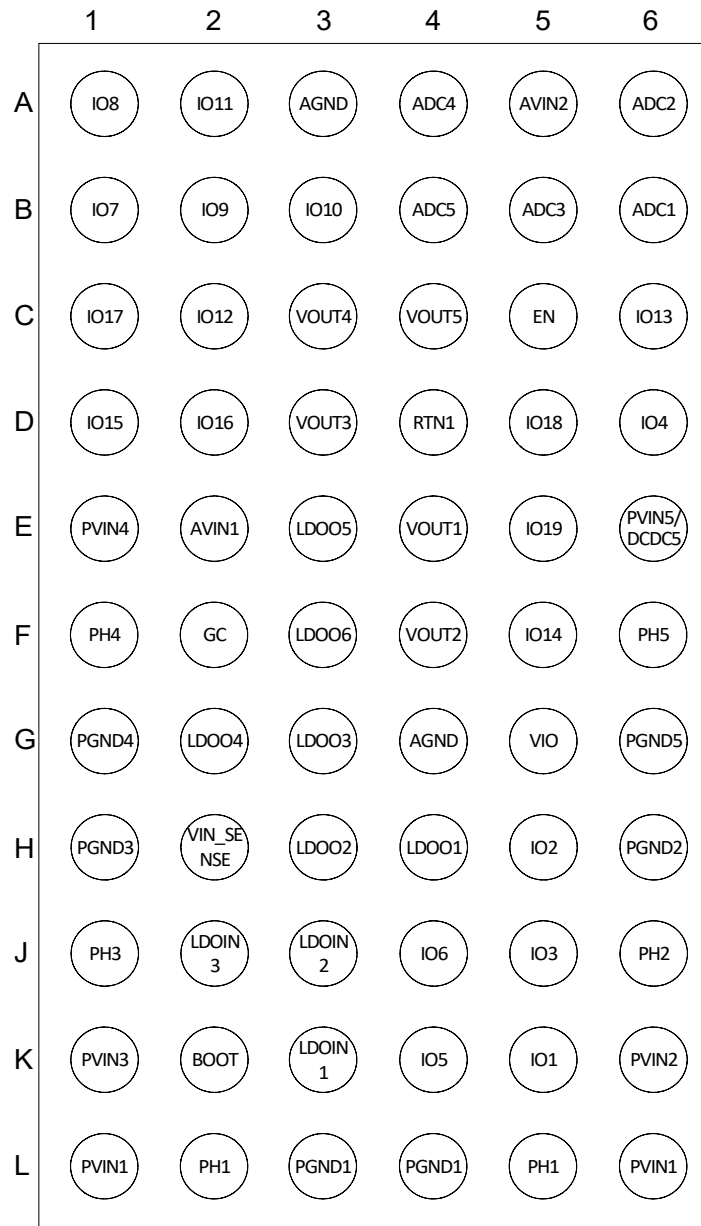 1 2 3 4 5 6
A IO8 IO11 AGND ADC4 AVIN2 ADC2
B IO7 IO9 IO10 ADC5 ADC3 ADC1
C IO17 IO12 VOUT4 VOUT5 EN IO13
D IO15 IO16 VOUT3 RTN1 IO18 IO4
E PVIN4 AVIN1 LDOO5 VOUT1 IO19 PVIN5/
DCDC5
F PH4 GC LDOO6 VOUT2 IO14 PH5
G PGND4 LDOO4 LDOO3 AGND VIO PGND5
H PGND3 VIN_SE
NSE
LDOO2 LDOO1 IO2 PGND2
J PH3 LDOIN
3
LDOIN
2
IO6 IO3 PH2
K PVIN3 BOOT LDOIN
1
IO5 IO1 PVIN2
L PVIN1 PH1 PGND1 PGND1 PH1 PVIN1